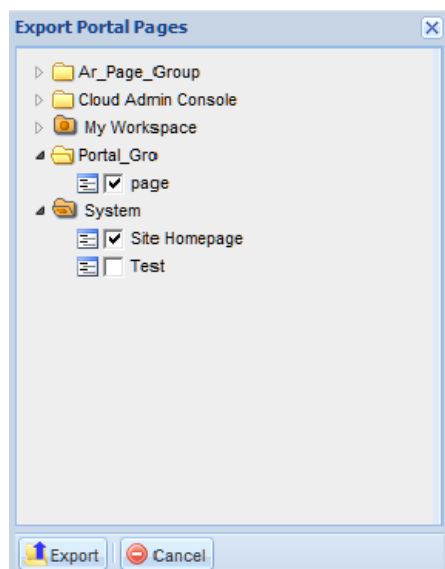 Export Portal Pages
Ar_Page_Group
Cloud Admin Console
My Workspace
Portal_Gro
page
System
Site Homepage
Test
Export Cancel